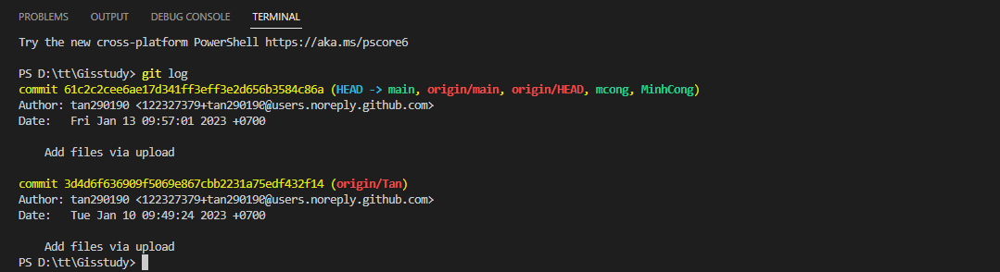 PROBLEMS OUTPUT DEBUG CONSOLE TERMINAL
Try the new cross-platform PowerShell https://aka.ms/pscore6
PS D:\tt\Gisstudy> git log
commit 61c2c2cee6ae17d341ff3eff3e2d656b3584c86a (HEAD -> main, origin/main, origin/HEAD, mcong, MinhCong)
Author: tan290190 <122327379+tan290190@users.noreply.github.com>
Date:   Fri Jan 13 09:57:01 2023 +0700
    Add files via upload
commit 3d4d6f636909f5069e867cbb2231a75edf432f14 (origin/Tan)
Author: tan290190 <122327379+tan290190@users.noreply.github.com>
Date:   Tue Jan 10 09:49:24 2023 +0700
    Add files via upload
PS D:\tt\Gisstudy>